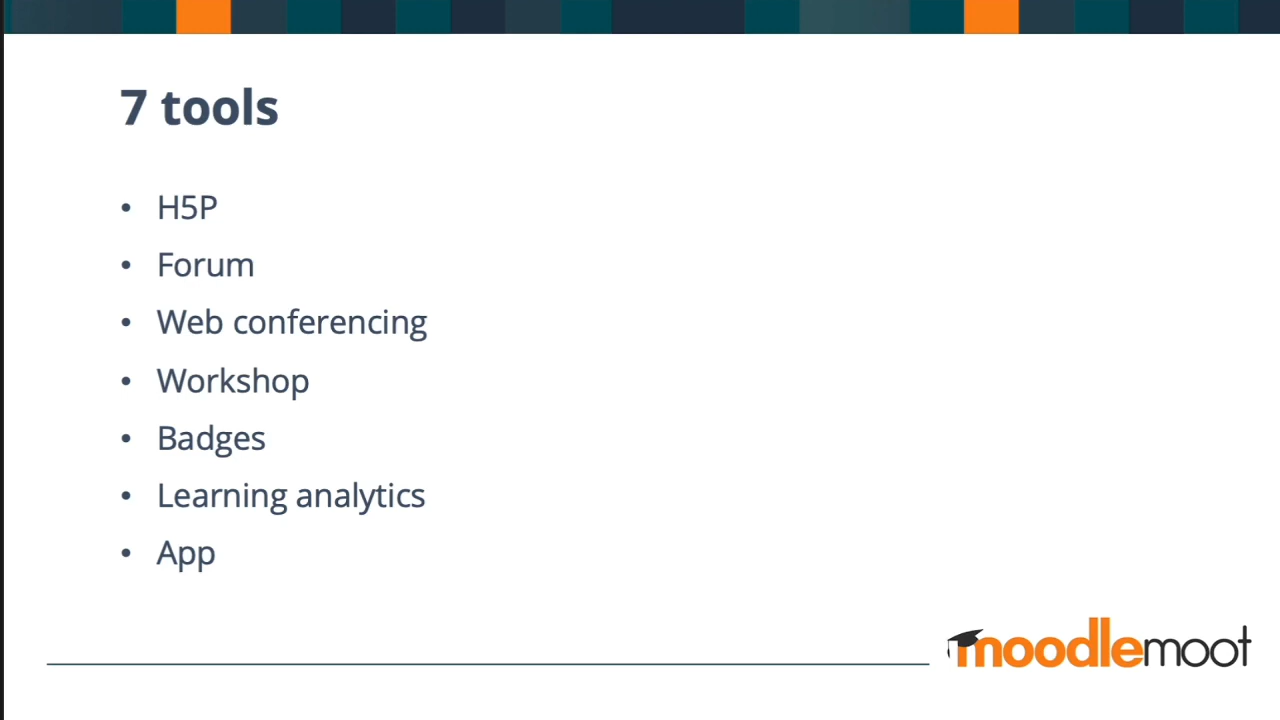 7 tools
• H5P
• Forum
• Web conferencing
• Workshop
• Badges
• Learning analytics
• App
moodlemoot